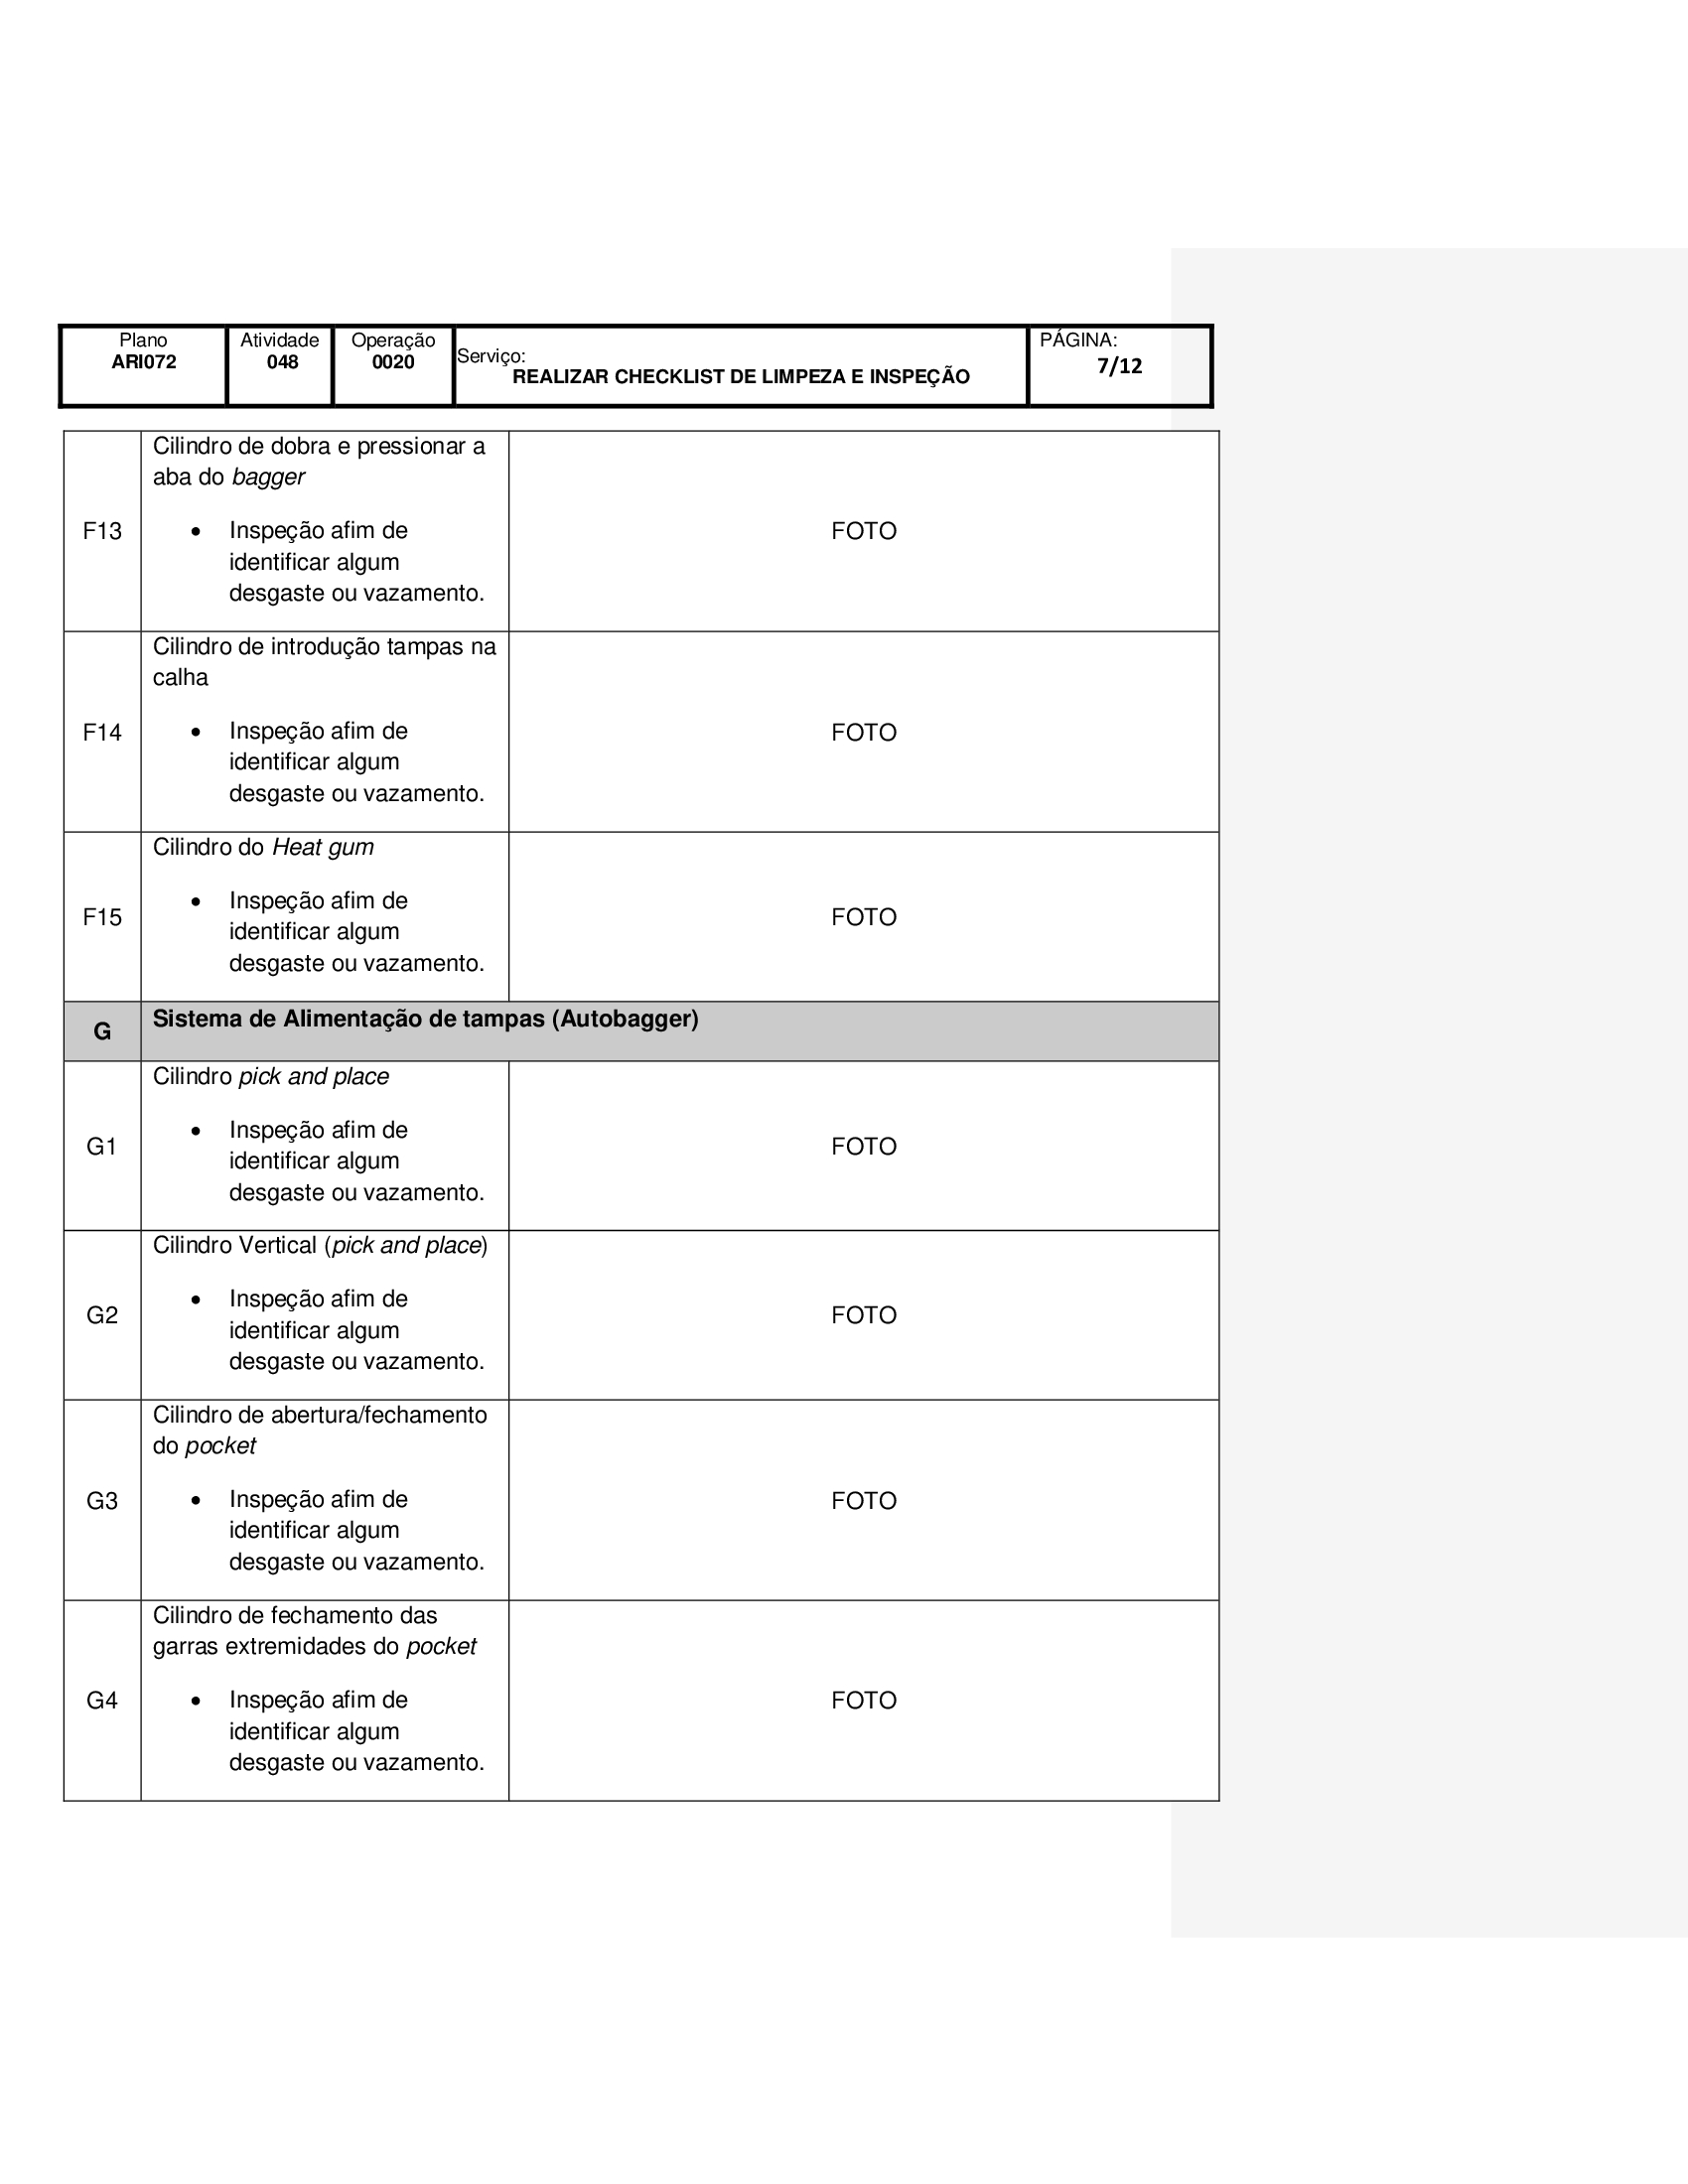 Plano
ARI072
Atividade
048
Operação
0020
Serviço:
REALIZAR CHECKLIST DE LIMPEZA E INSPEÇÃO
PÁGINA:
7/12
F13
Cilindro de dobra e pressionar a
aba do bagger
• Inspeção afim de
identificar algum
desgaste ou vazamento.
FOTO
F14
Cilindro de introdução tampas na
calha
• Inspeção afim de
identificar algum
desgaste ou vazamento.
FOTO
F15
Cilindro do Heat gum
• Inspeção afim de
identificar algum
desgaste ou vazamento.
FOTO
G
Sistema de Alimentação de tampas (Autobagger)
G1
Cilindro pick and place
• Inspeção afim de
identificar algum
desgaste ou vazamento.
FOTO
G2
Cilindro Vertical (pick and place)
• Inspeção afim de
identificar algum
desgaste ou vazamento.
FOTO
G3
Cilindro de abertura/fechamento
do pocket
• Inspeção afim de
identificar algum
desgaste ou vazamento.
FOTO
G4
Cilindro de fechamento das
garras extremidades do pocket
• Inspeção afim de
identificar algum
desgaste ou vazamento.
FOTO